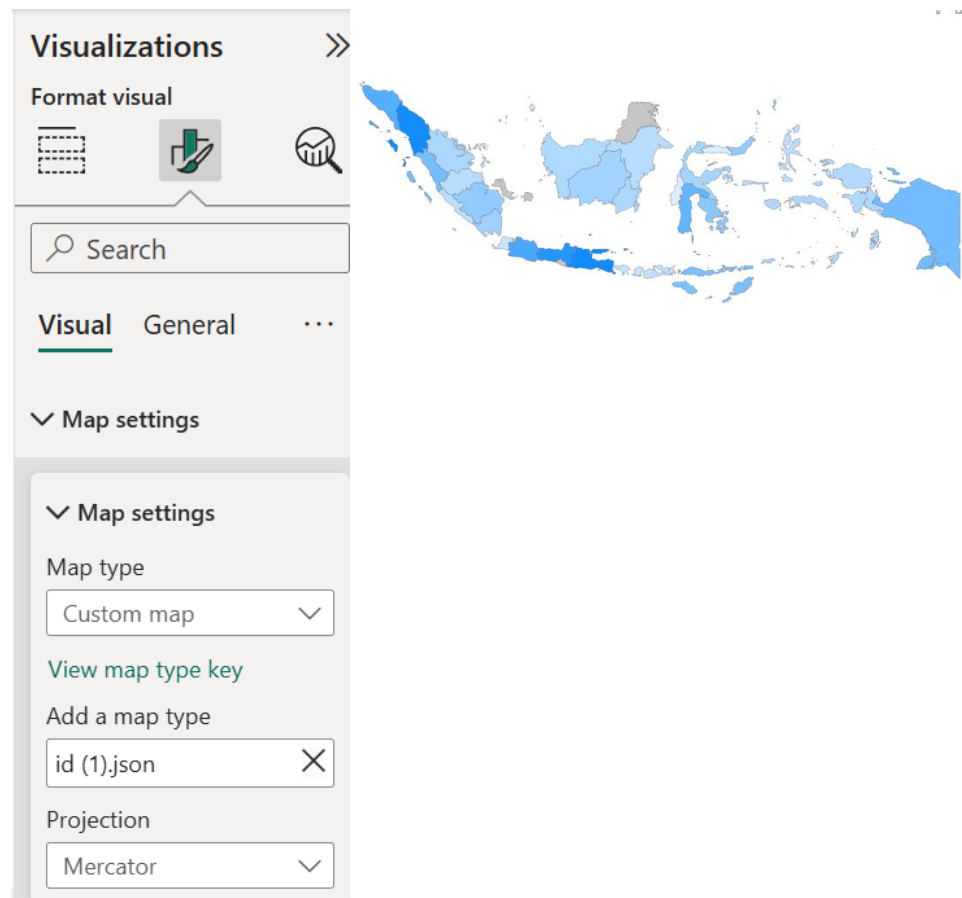 Visualizations
Format visual
Search
Visual General ...
Map settings
Map settings
Map type
Custom map
View map type key
Add a map type
id (1).json
Projection
Mercator